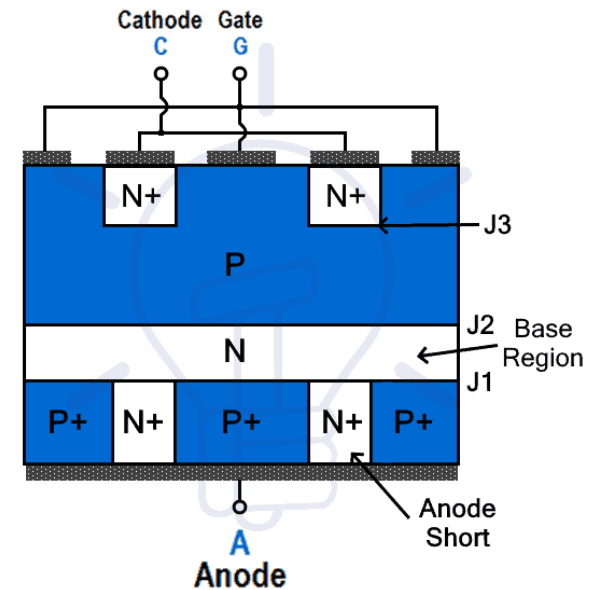 Cathode Gate
C G
N+ N+
J3
P
J2
Base
Region
N
J1
P+ N+ P+ N+ P+
Anode
Short
A
Anode